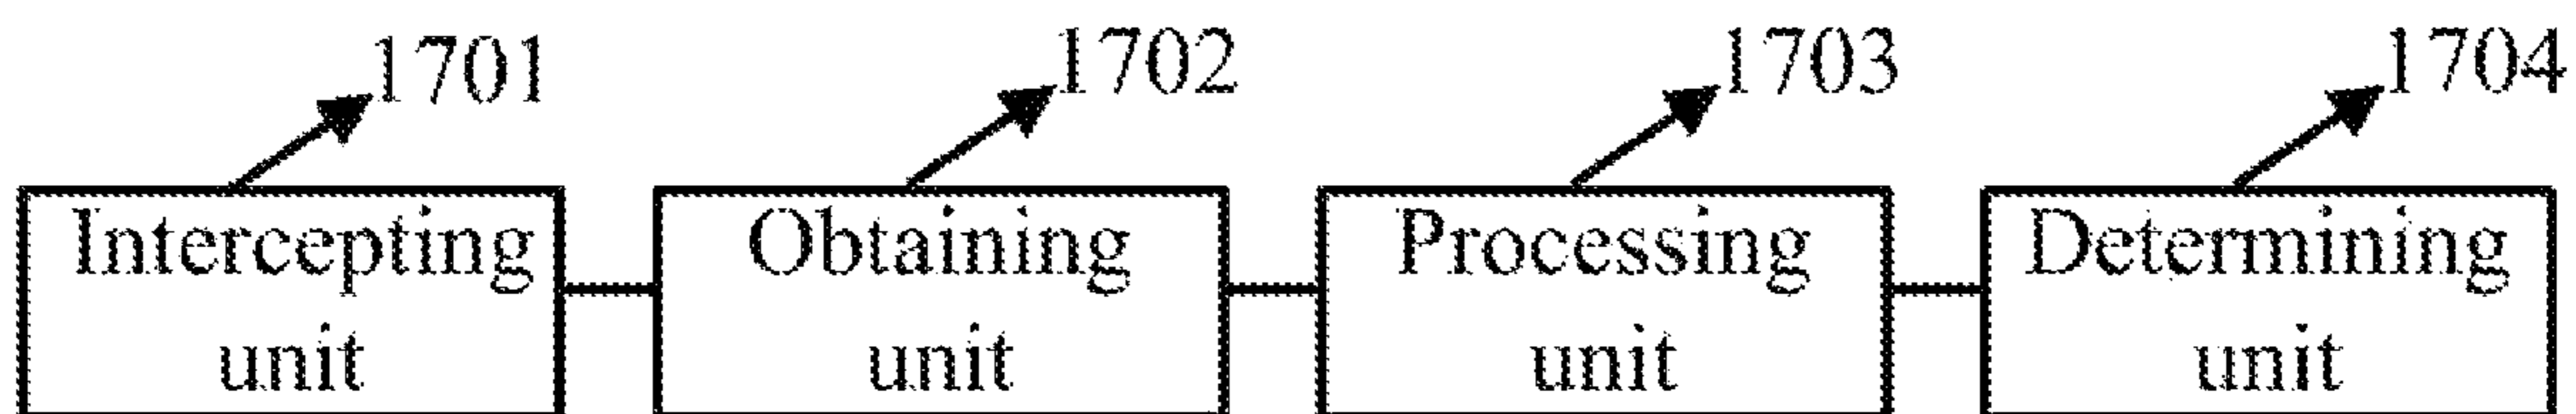 1701 1702 1703 1704
Intercepting Obtaining Processing Determining
unit unit unit unit